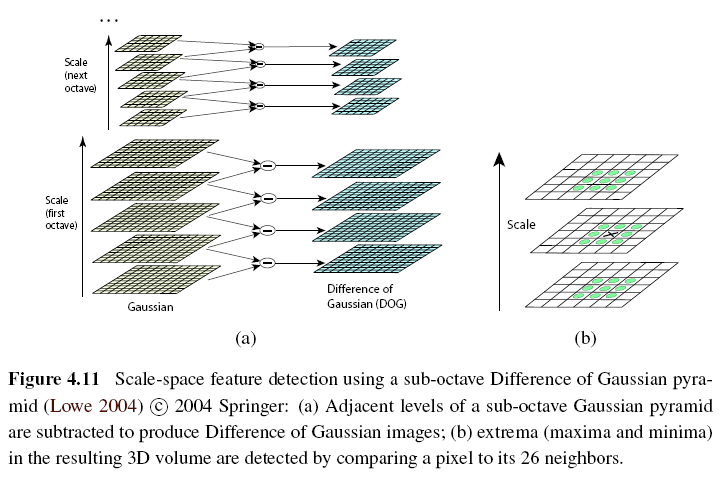 ...
Scale
(next
octave)
Scale
(first
octave)
Gaussian
Difference of
Gaussian (DOG)
Scale
(a)
(b)
Figure 4.11 Scale-space feature detection using a sub-octave Difference of Gaussian pyra-
mid (Lowe 2004) © 2004 Springer: (a) Adjacent levels of a sub-octave Gaussian pyramid
are subtracted to produce Difference of Gaussian images; (b) extrema (maxima and minima)
in the resulting 3D volume are detected by comparing a pixel to its 26 neighbors.